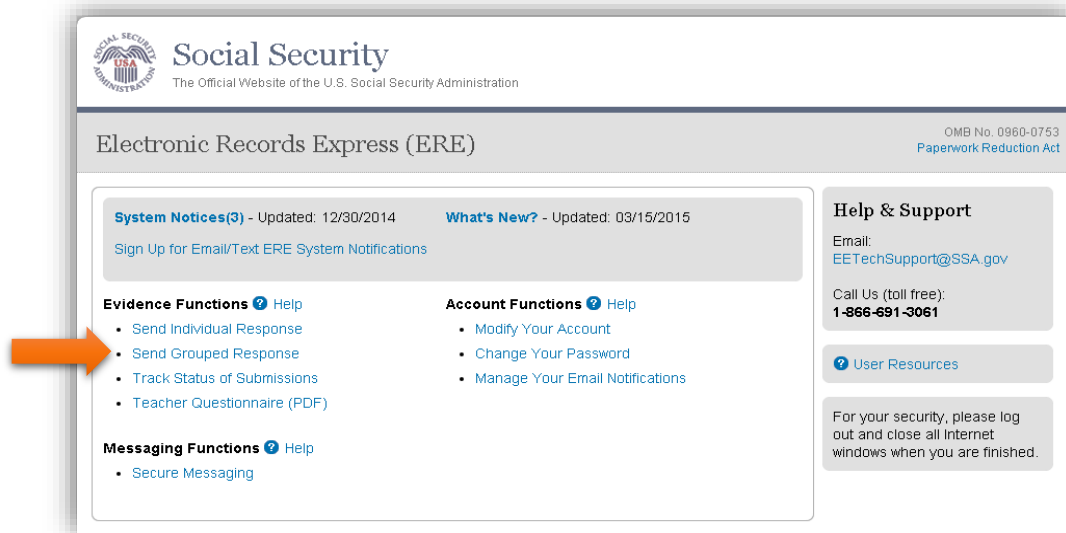 SOCIAL SECURITY
USA
ADMINISTRATION
Social Security
The Official Website of the U.S. Social Security Administration
Electronic Records Express (ERE)
OMB No. 0960-0753
Paperwork Reduction Act
System Notices(3) - Updated: 12/30/2014
What's New? - Updated: 03/15/2015
Sign Up for Email/Text ERE System Notifications
Evidence Functions ? Help
Send Individual Response
Send Grouped Response
Track Status of Submissions
Teacher Questionnaire (PDF)
Messaging Functions ? Help
Secure Messaging
Account Functions ? Help
Modify Your Account
Change Your Password
Manage Your Email Notifications
Help & Support
Email:
EETechSupport@SSA.gov
Call Us (toll free):
1-866-691-3061
? User Resources
For your security, please log
out and close all Internet
windows when you are finished.